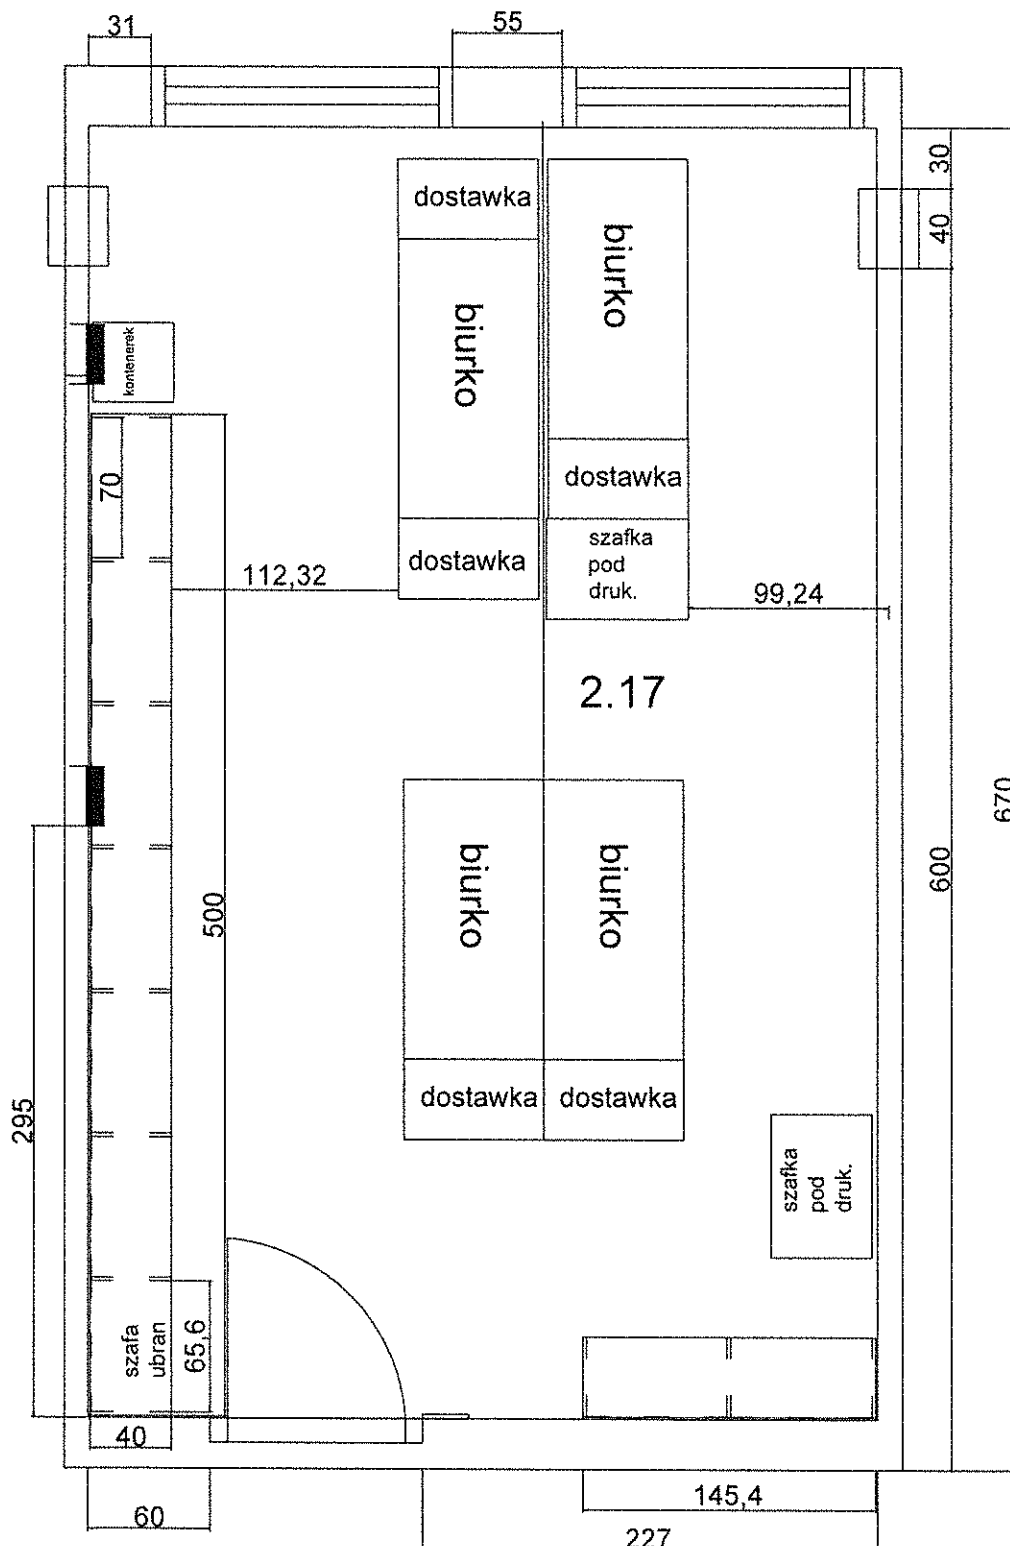 31
55
30
40
dostawka
biurko
biurko
kontenerek
70
dostawka
dostawka
szafka
pod
druk.
112,32
99,24
2.17
670
600
500
biurko
biurko
295
dostawka
dostawka
szafka
pod
druk.
szafa
ubran
65,6
40
60
145,4
227